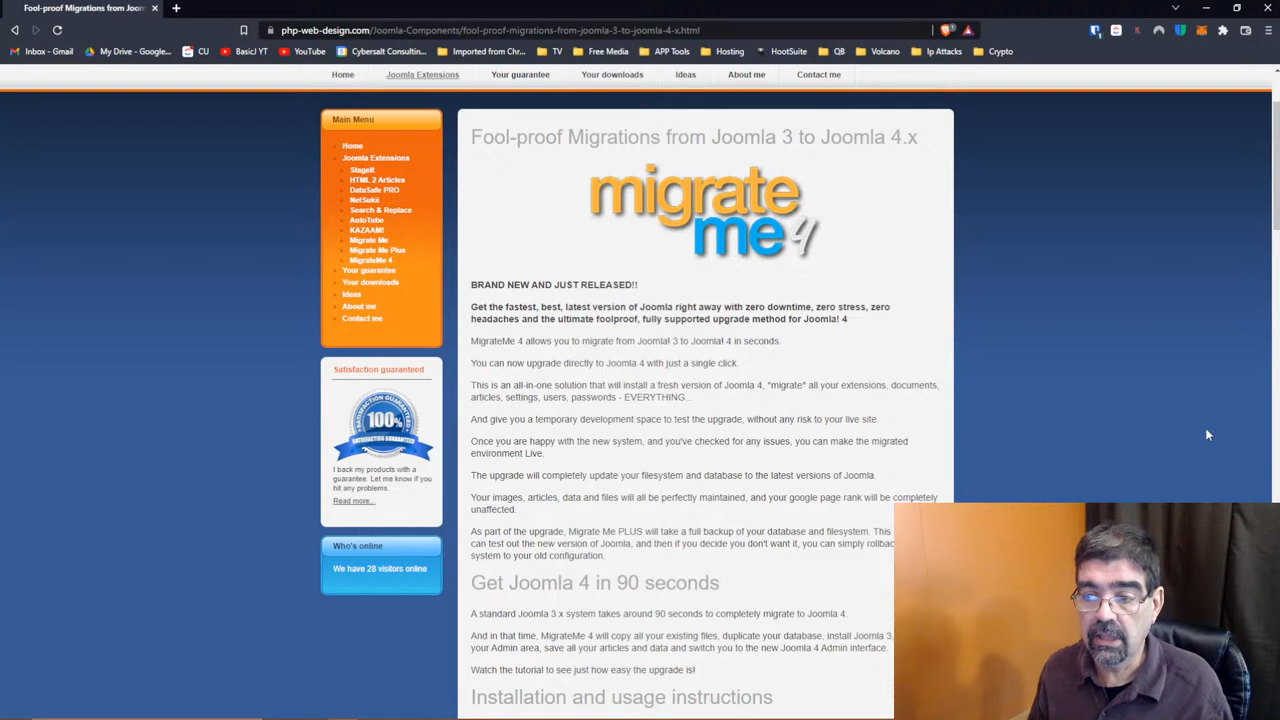 Fool-proof Migrations from Joom
php-web-design.com/Joomla-Components/fool-proof-migrations-from-joomla-3-to-joomla-4-x.html
Inbox - Gmail
My Drive - Google...
CU
BasicJ YT
YouTube
Cybersalt Consulting...
Imported from Chr...
TV
Free Media
APP Tools
Hosting
HootSuite
QB
Volcano
Ip Attacks
Crypto
Home
Joomla Extensions
Your guarantee
Your downloads
Ideas
About me
Contact me
Main Menu
Home
Joomla Extensions
StageIt
HTML 2 Articles
DataSafe PRO
NetSukii
Search & Replace
AutoTube
KAZAAM!
Migrate Me
Migrate Me Plus
MigrateMe 4
Your guarantee
Your downloads
Ideas
About me
Contact me
Satisfaction guaranteed
SATISFACTION GUARANTEED
100%
SATISFACTION GUARANTEED
I back my products with a
guarantee. Let me know if you
hit any problems.
Read more...
Who's online
We have 28 visitors online
Fool-proof Migrations from Joomla 3 to Joomla 4.x
migrate
me 4
BRAND NEW AND JUST RELEASED!!
Get the fastest, best, latest version of Joomla right away with zero downtime, zero stress, zero
headaches and the ultimate foolproof, fully supported upgrade method for Joomla! 4
MigrateMe 4 allows you to migrate from Joomla! 3 to Joomla! 4 in seconds.
You can now upgrade directly to Joomla 4 with just a single click.
This is an all-in-one solution that will install a fresh version of Joomla 4, "migrate" all your extensions, documents,
articles, settings, users, passwords - EVERYTHING...
And give you a temporary development space to test the upgrade, without any risk to your live site.
Once you are happy with the new system, and you've checked for any issues, you can make the migrated
environment Live.
The upgrade will completely update your filesystem and database to the latest versions of Joomla.
Your images, articles, data and files will all be perfectly maintained, and your google page rank will be completely
unaffected.
As part of the upgrade, Migrate Me PLUS will take a full backup of your database and filesystem. This
can test out the new version of Joomla, and then if you decide you don't want it, you can simply rollbac
system to your old configuration.
Get Joomla 4 in 90 seconds
A standard Joomla 3.x system takes around 90 seconds to completely migrate to Joomla 4.
And in that time, MigrateMe 4 will copy all your existing files, duplicate your database, install Joomla 3,
your Admin area, save all your articles and data and switch you to the new Joomla 4 Admin interface.
Watch the tutorial to see just how easy the upgrade is!
Installation and usage instructions